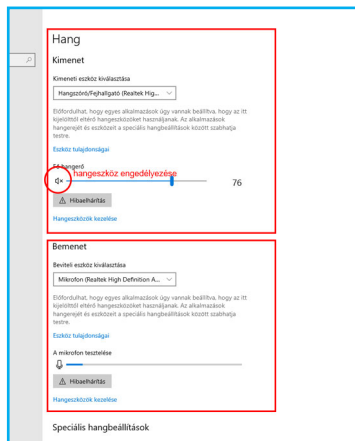 Hang
Kimenet
Kimeneti eszköz kiválasztása
Hangszóró/Fejhallgató (Realtek Hig...
Előfordulhat, hogy egyes alkalmazások úgy vannak beállítva, hogy az itt
kijelölttől eltérő hangeszközöket használjanak. Az alkalmazások
hangerejét és eszközeit a speciális hangbeállítások között szabhatja
testre.
Eszköz tulajdonságai
Fő hangerő
hangeszköz engedélyezése
76
Hibaelhárítás
Hangeszközök kezelése
Bemenet
Beviteli eszköz kiválasztása
Mikrofon (Realtek High Definition A...
Előfordulhat, hogy egyes alkalmazások úgy vannak beállítva, hogy az itt
kijelölttől eltérő hangeszközöket használjanak. Az alkalmazások
hangerejét és eszközeit a speciális hangbeállítások között szabhatja
testre.
Eszköz tulajdonságai
A mikrofon tesztelése
Hibaelhárítás
Hangeszközök kezelése
Speciális hangbeállítások